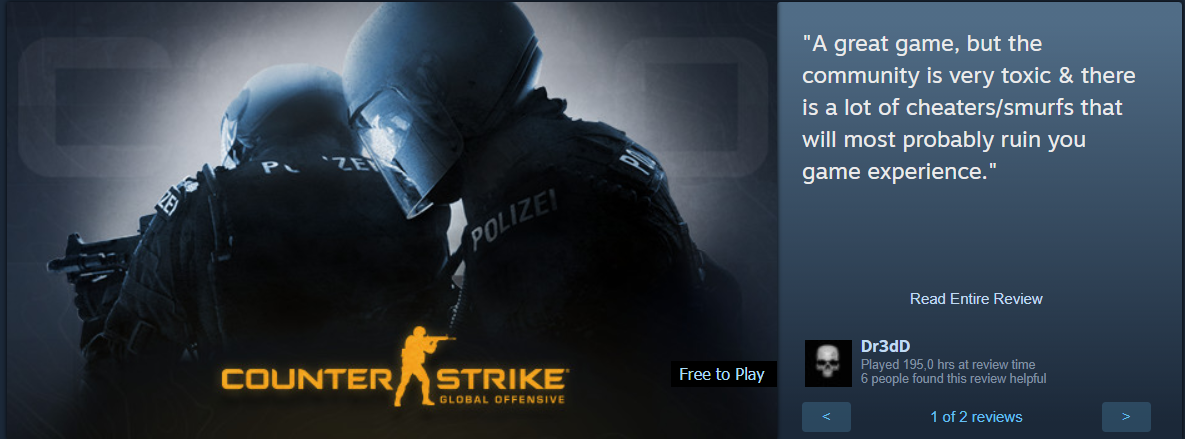 POLIZEI
COUNTER STRIKE
GLOBAL OFFENSIVE
Free to Play
"A great game, but the
community is very toxic & there
is a lot of cheaters/smurfs that
will most probably ruin you
game experience."
Read Entire Review
Dr3dD
Played 195,0 hrs at review time
6 people found this review helpful
<
1 of 2 reviews
>